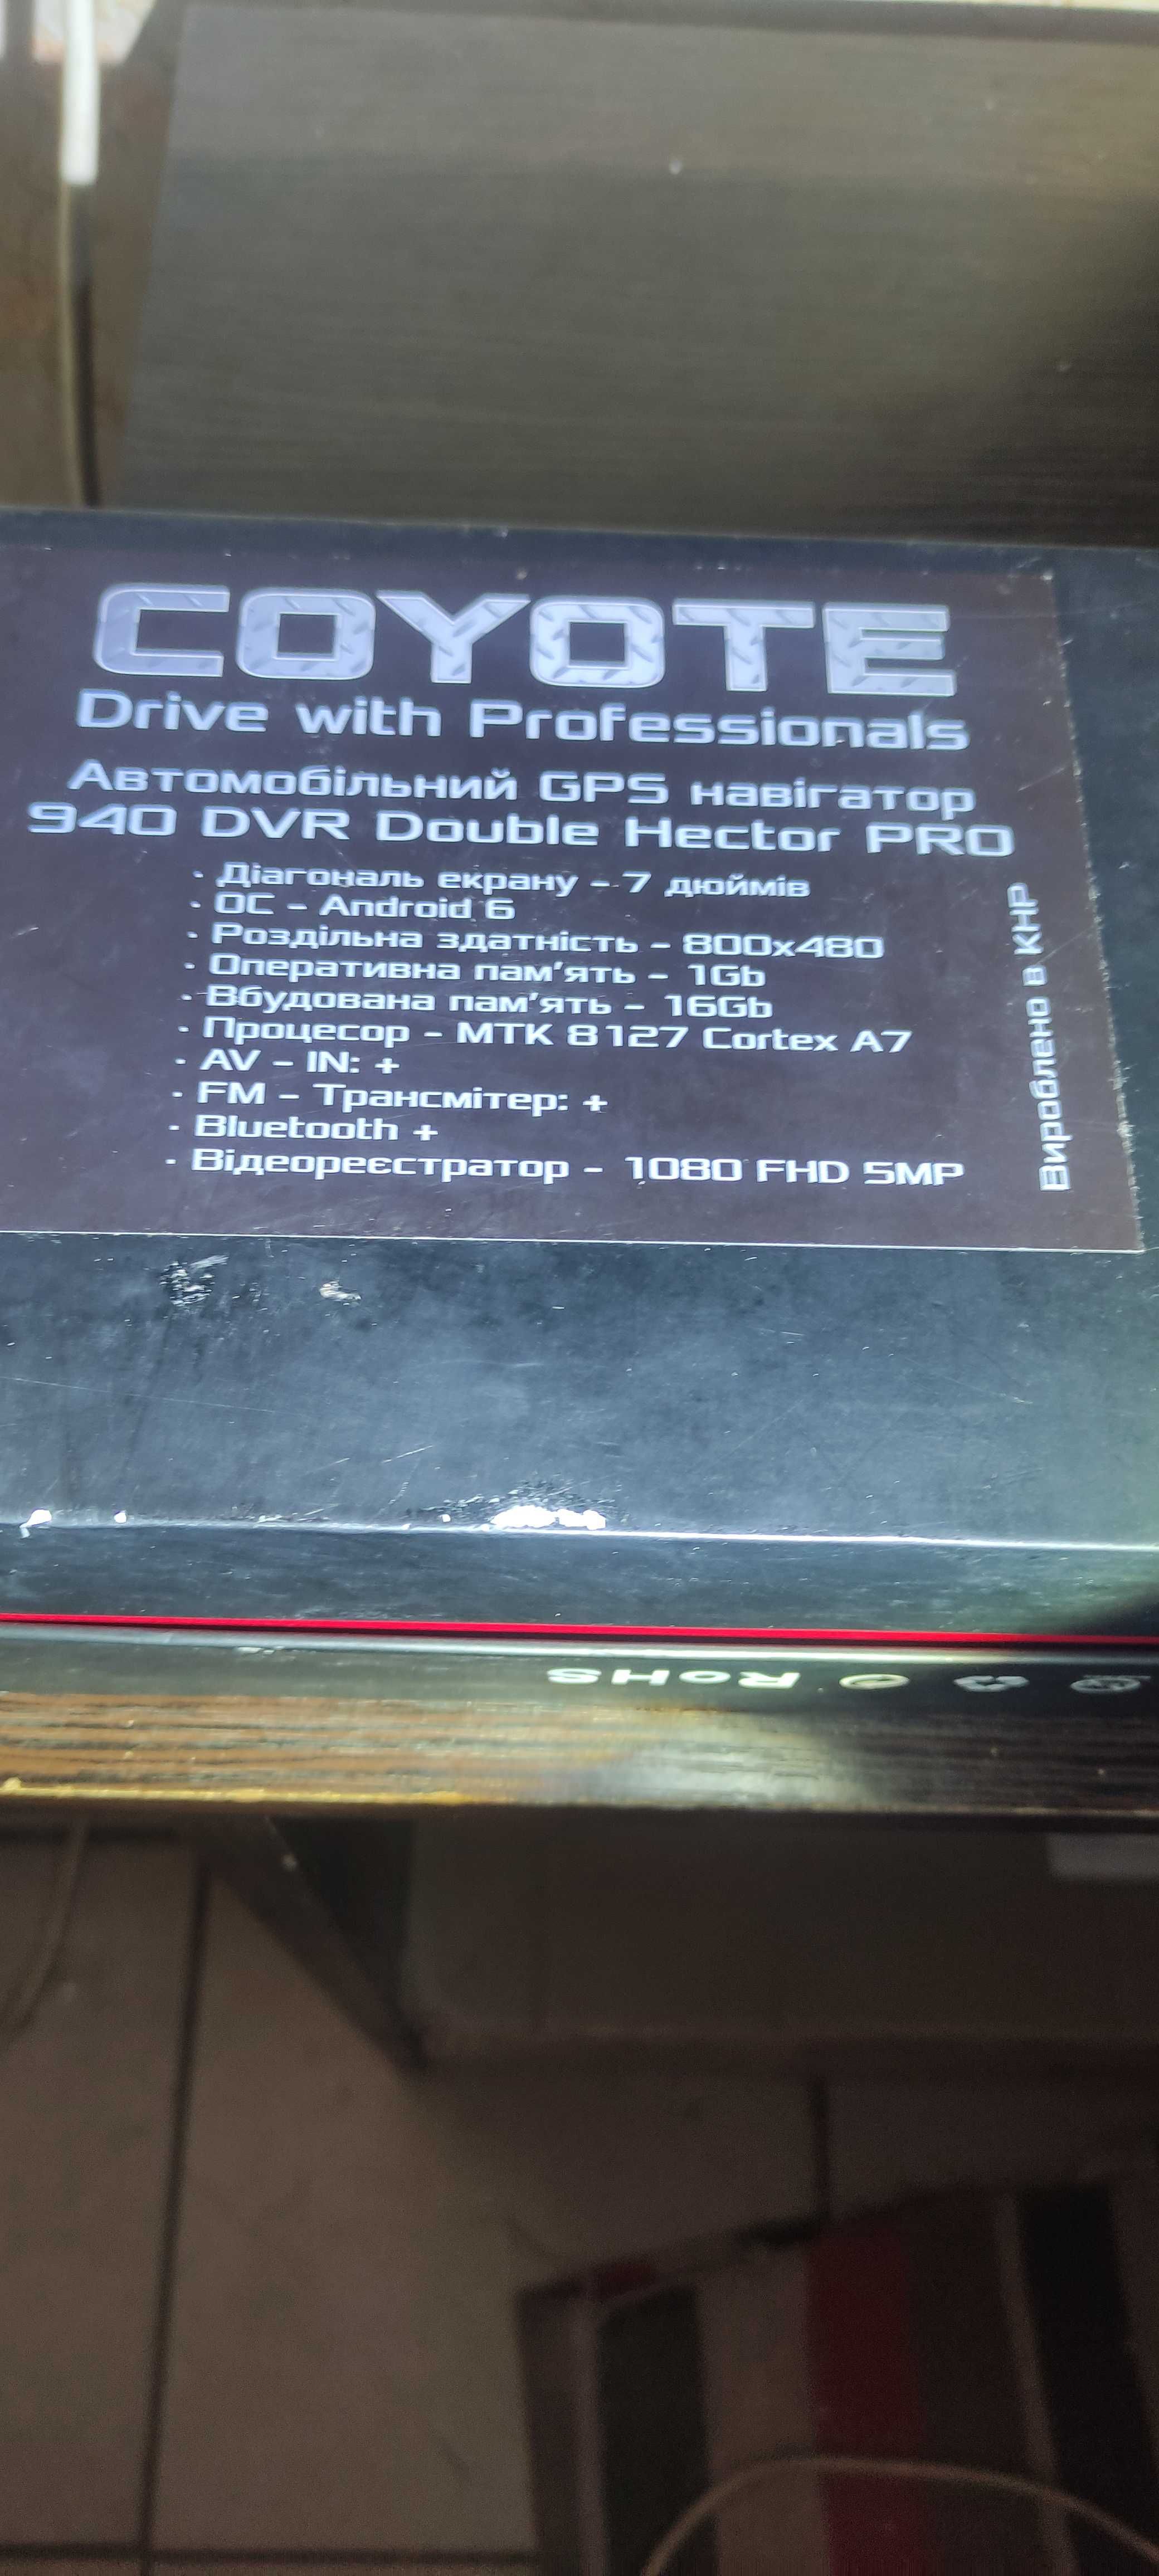 COYOTE
Drive with Professionals
Автомобільний GPS навігатор
940 DVR Double Hector PRO
· Діагональ екрану - 7 дюймів
· ОС - Android 6
· Роздільна здатність - 800x480
· Оперативна пам'ять - 1Gb
· Вбудована пам'ять - 16Gb
· Процесор - MTK 8127 Cortex A7
· AV - IN: +
· FM - Трансмітер: +
· Bluetooth +
· Відеореєстратор - 1080 FHD 5MP
Вироблено в КНР
RoHS